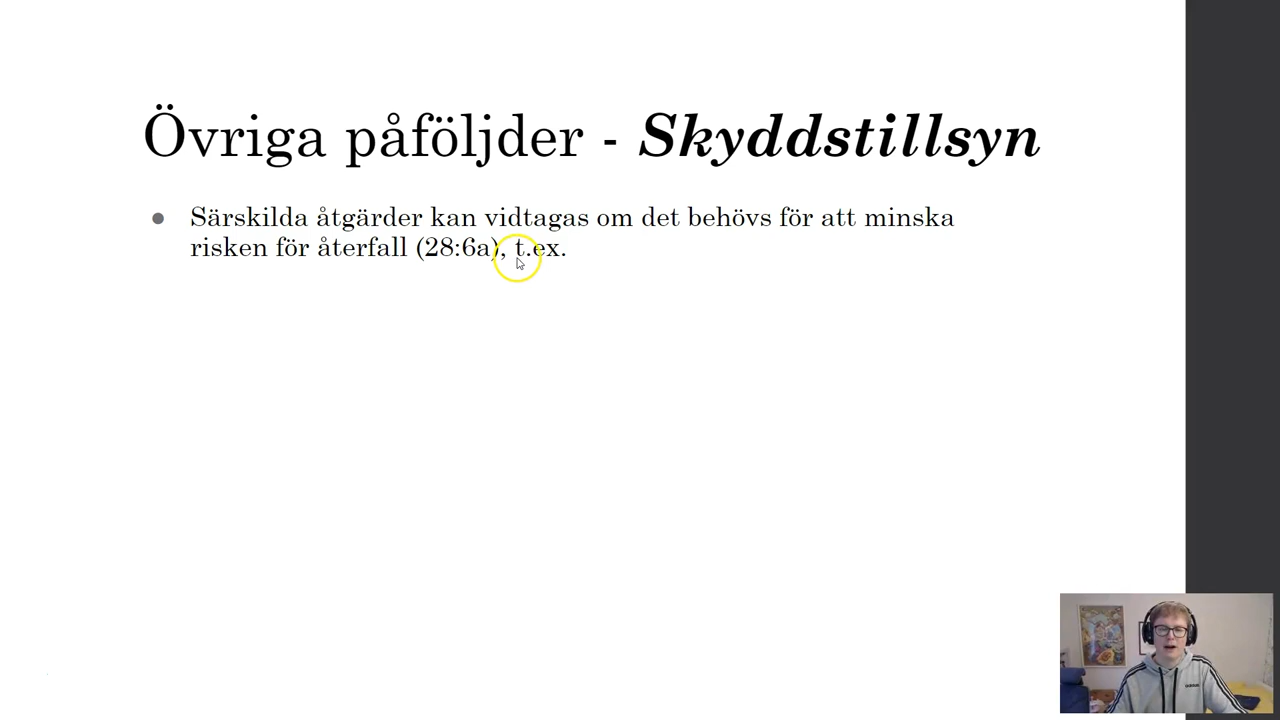 Övriga påföljder - Skyddstillsyn
Särskilda åtgärder kan vidtagas om det behövs för att minska
risken för återfall (28:6a), t.ex.